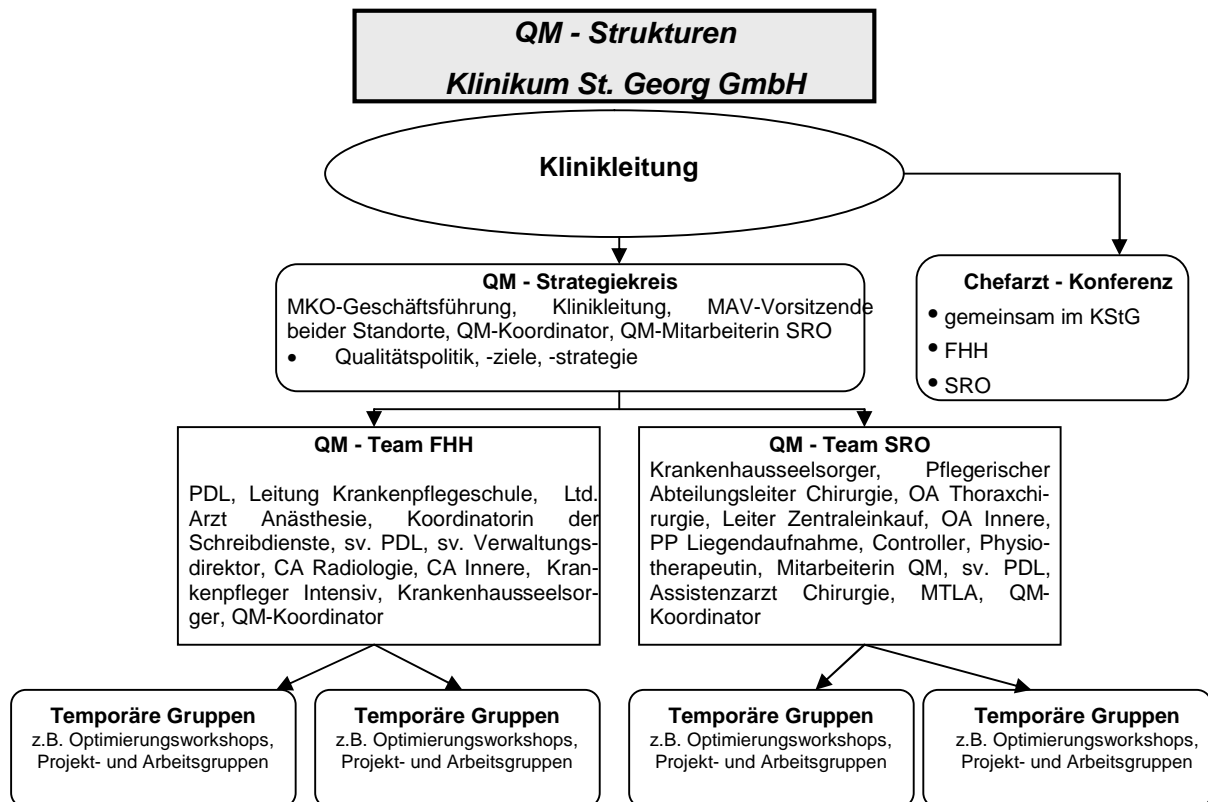 QM - Strukturen
Klinikum St. Georg GmbH
Klinikleitung
QM - Strategiekreis
MKO-Geschäftsführung, Klinikleitung, MAV-Vorsitzende
beider Standorte, QM-Koordinator, QM-Mitarbeiterin SRO
• Qualitätspolitik, -ziele, -strategie
Chefarzt - Konferenz
• gemeinsam im KStG
• FHH
• SRO
QM - Team FHH
PDL, Leitung Krankenpflegeschule, Ltd.
Arzt Anästhesie, Koordinatorin der
Schreibdienste, sv. PDL, sv. Verwaltungs-
direktor, CA Radiologie, CA Innere, Kran-
kenpfleger Intensiv, Krankenhausseelsor-
ger, QM-Koordinator
QM - Team SRO
Krankenhausseelsorger, Pflegerischer
Abteilungsleiter Chirurgie, OA Thoraxchi-
rurgie, Leiter Zentraleinkauf, OA Innere,
PP Liegendaufnahme, Controller, Physio-
therapeutin, Mitarbeiterin QM, sv. PDL,
Assistenzarzt Chirurgie, MTLA, QM-
Koordinator
Temporäre Gruppen
z.B. Optimierungsworkshops,
Projekt- und Arbeitsgruppen
Temporäre Gruppen
z.B. Optimierungsworkshops,
Projekt- und Arbeitsgruppen
Temporäre Gruppen
z.B. Optimierungsworkshops,
Projekt- und Arbeitsgruppen
Temporäre Gruppen
z.B. Optimierungsworkshops,
Projekt- und Arbeitsgruppen